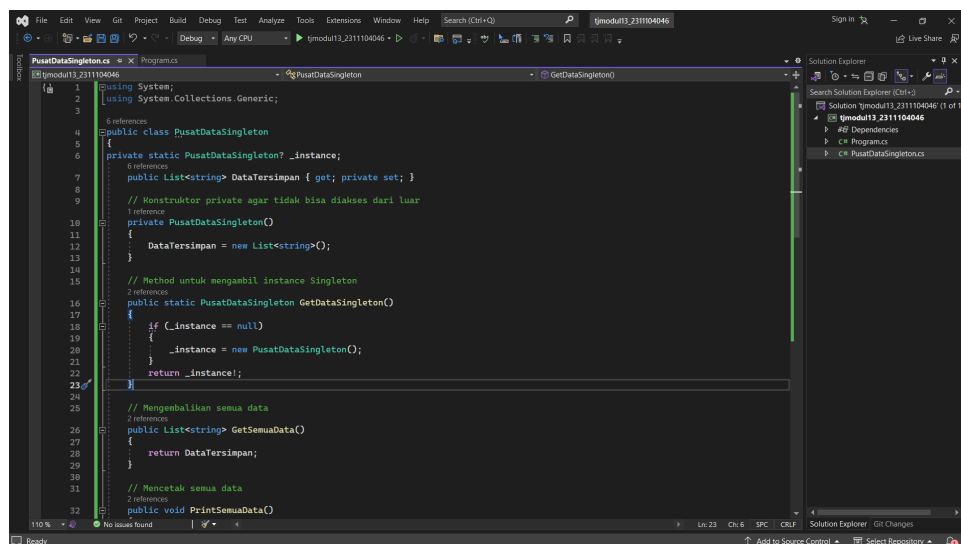 File Edit View Git Project Build Debug Test Analyze Tools Extensions Window Help Search (Ctrl+Q) tjmodul13_2311104046 Sign in
Debug Any CPU tjmodul13_2311104046 Live Share
Toolbox
PusatDataSingleton.cs Program.cs
tjmodul13_2311104046 PusatDataSingleton GetDataSingleton()
1 using System;
2 using System.Collections.Generic;
3
6 references
4 public class PusatDataSingleton
5 {
6 private static PusatDataSingleton? _instance;
6 references
7 public List<string> DataTersimpan { get; private set; }
8
9 // Konstruktor private agar tidak bisa diakses dari luar
1 reference
10 private PusatDataSingleton()
11 {
12 DataTersimpan = new List<string>();
13 }
14
15 // Method untuk mengambil instance Singleton
2 references
16 public static PusatDataSingleton GetDataSingleton()
17 {
18 if (_instance == null)
19 {
20 _instance = new PusatDataSingleton();
21 }
22 return _instance!;
23 }
24
25 // Mengembalikan semua data
2 references
26 public List<string> GetSemuaData()
27 {
28 return DataTersimpan;
29 }
30
31 // Mencetak semua data
2 references
32 public void PrintSemuaData()
110 % No issues found Ln: 23 Ch: 6 SPC CRLF
Solution Explorer
Search Solution Explorer (Ctrl+;)
Solution 'tjmodul13_2311104046' (1 of 1
tjmodul13_2311104046
Dependencies
C# Program.cs
C# PusatDataSingleton.cs
Solution Explorer Git Changes
Ready Add to Source Control Select Repository